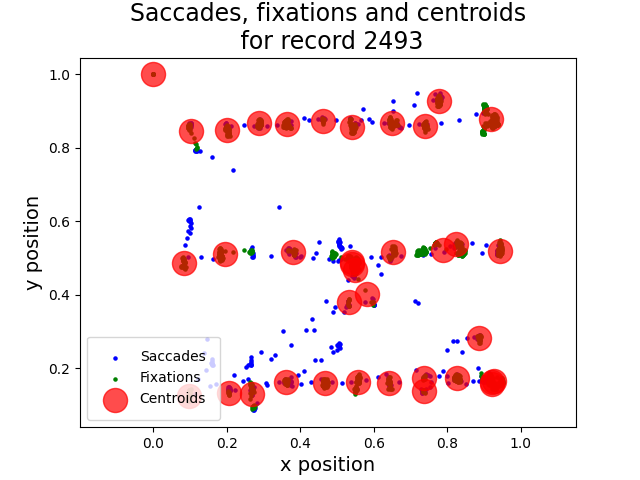 Saccades, fixations and centroids
for record 2493
1.0
0.8
0.6
0.4
0.2
y position
Saccades
Fixations
Centroids
0.0 0.2 0.4 0.6 0.8 1.0
x position